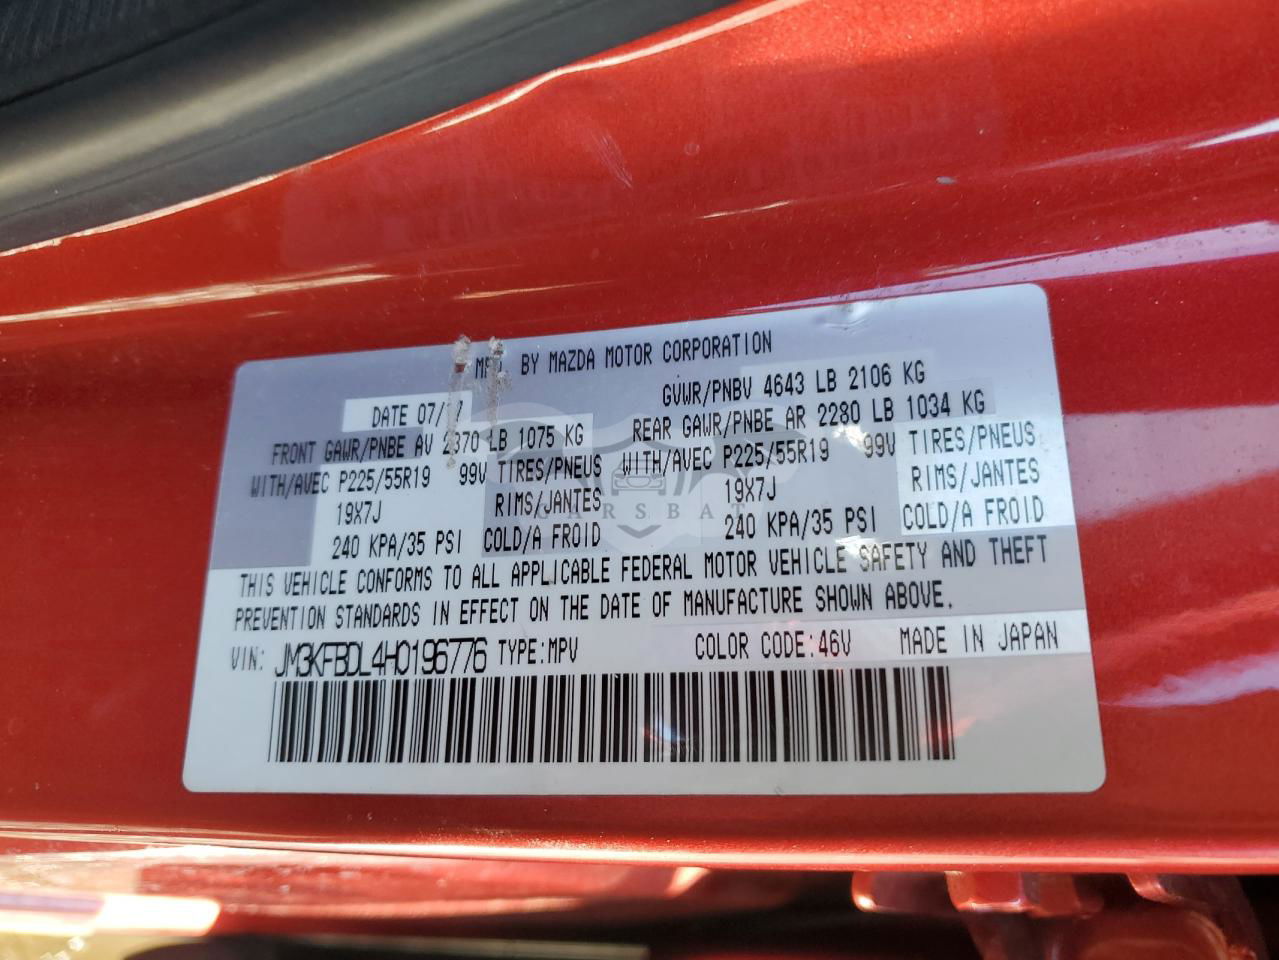 MFD. BY MAZDA MOTOR CORPORATION
DATE 07/17 GVWR/PNBV 4643 LB 2106 KG
FRONT GAWR/PNBE AV 2370 LB 1075 KG REAR GAWR/PNBE AR 2280 LB 1034 KG
WITH/AVEC P225/55R19 99V TIRES/PNEUS WITH/AVEC P225/55R19 99V TIRES/PNEUS
19X7J RIMS/JANTES 19X7J RIMS/JANTES
240 KPA/35 PSI COLD/A FROID 240 KPA/35 PSI COLD/A FROID
CARSBAT
THIS VEHICLE CONFORMS TO ALL APPLICABLE FEDERAL MOTOR VEHICLE SAFETY AND THEFT
PREVENTION STANDARDS IN EFFECT ON THE DATE OF MANUFACTURE SHOWN ABOVE.
VIN: JM3KFBDL4H0196776 TYPE:MPV COLOR CODE:46V MADE IN JAPAN